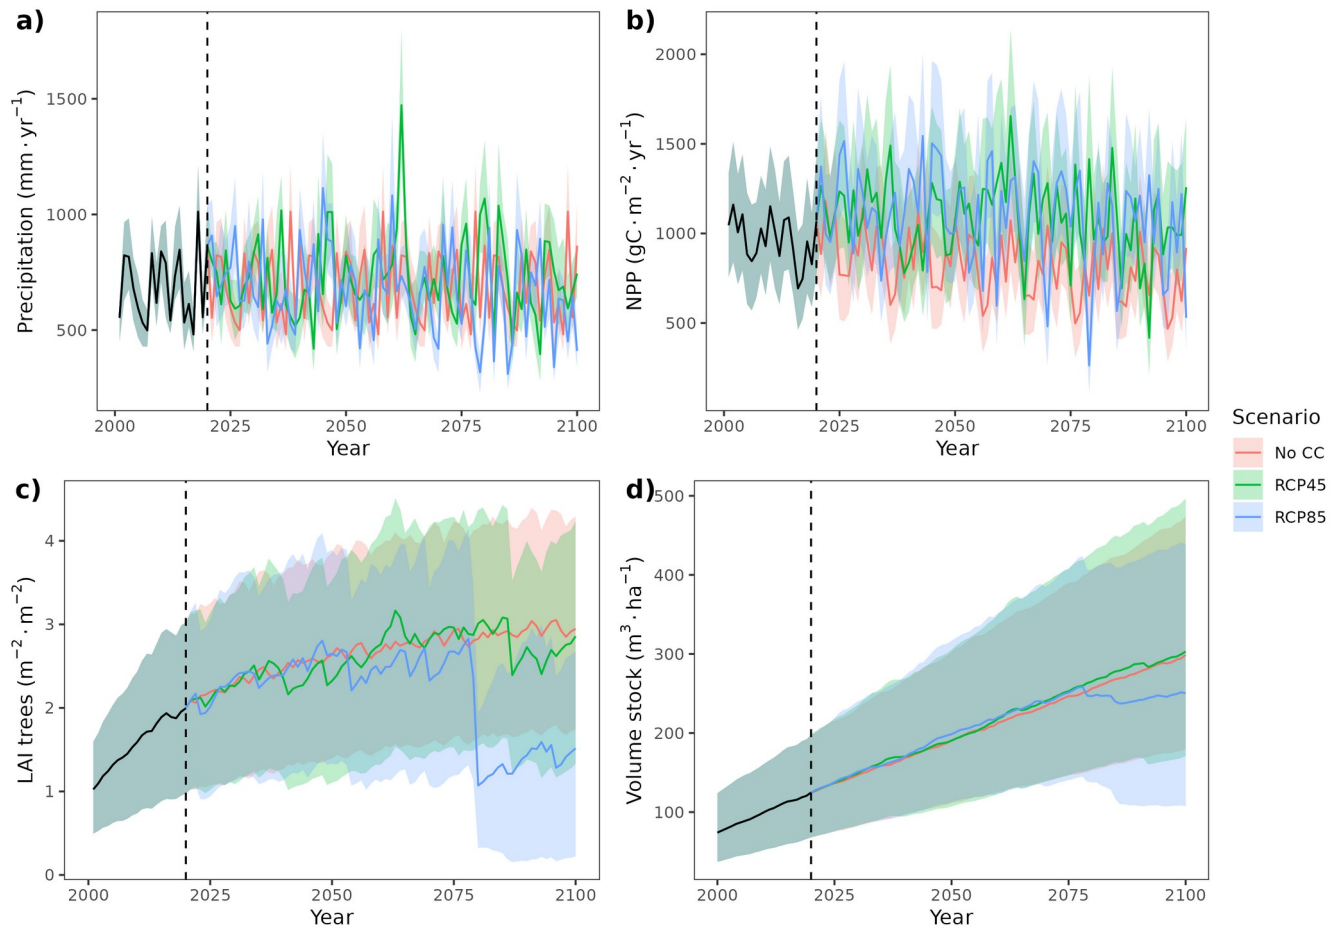 a)
Precipitation (mm · yr⁻¹)
1500
1000
500
2000 2025 2050 2075 2100
Year
b)
NPP (gC · m⁻² · yr⁻¹)
2000
1500
1000
500
2000 2025 2050 2075 2100
Year
c)
LAI trees (m⁻² · m⁻²)
4
3
2
1
0
2000 2025 2050 2075 2100
Year
d)
Volume stock (m³ · ha⁻¹)
500
400
300
200
100
2000 2025 2050 2075 2100
Year
Scenario
No CC
RCP45
RCP85